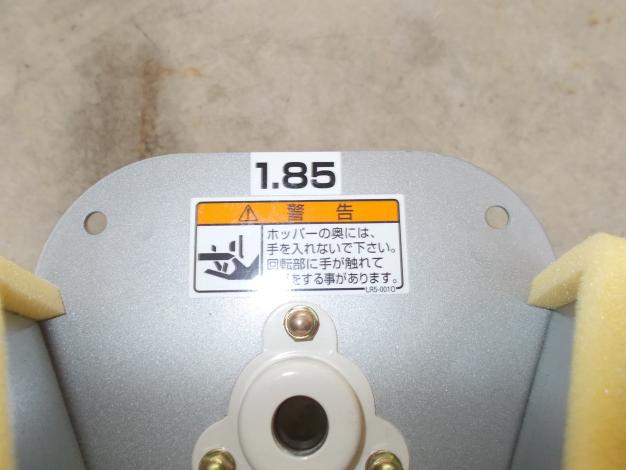 1.85
⚠ 警告
ホッパーの奥には、
手を入れないで下さい。
回転部に手が触れて
をする事があります。
LR5-0010